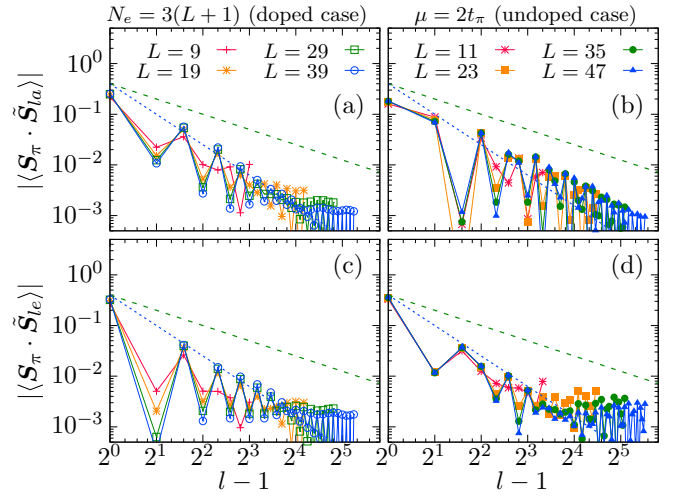 N_e = 3(L + 1) (doped case)
μ = 2t_π (undoped case)
L = 9 L = 29
L = 19 L = 39
L = 11 L = 35
L = 23 L = 47
(a) (b)
|⟨S_π · S̃_la⟩|
10^0
10^−1
10^−2
10^−3
(c) (d)
|⟨S_π · S̃_le⟩|
10^0
10^−1
10^−2
10^−3
2^0 2^1 2^2 2^3 2^4 2^5
2^0 2^1 2^2 2^3 2^4 2^5
l − 1 l − 1